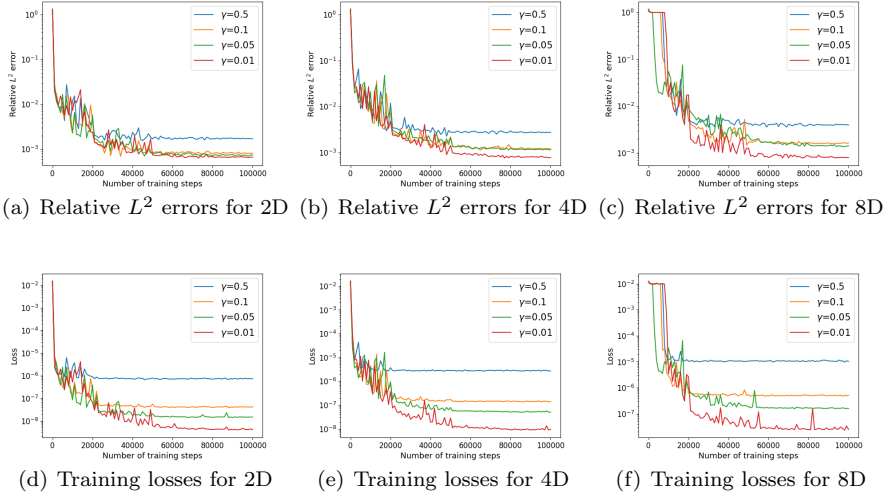 10⁰
10⁻¹
10⁻²
10⁻³
Relative L² error
γ=0.5
γ=0.1
γ=0.05
γ=0.01
0 20000 40000 60000 80000 100000
Number of training steps
10⁰
10⁻¹
10⁻²
10⁻³
Relative L² error
γ=0.5
γ=0.1
γ=0.05
γ=0.01
0 20000 40000 60000 80000 100000
Number of training steps
10⁰
10⁻¹
10⁻²
10⁻³
Relative L² error
γ=0.5
γ=0.1
γ=0.05
γ=0.01
0 20000 40000 60000 80000 100000
Number of training steps
(a) Relative L² errors for 2D (b) Relative L² errors for 4D (c) Relative L² errors for 8D
10⁻²
10⁻³
10⁻⁴
10⁻⁵
10⁻⁶
10⁻⁷
10⁻⁸
Loss
γ=0.5
γ=0.1
γ=0.05
γ=0.01
0 20000 40000 60000 80000 100000
Number of training steps
10⁻²
10⁻³
10⁻⁴
10⁻⁵
10⁻⁶
10⁻⁷
10⁻⁸
Loss
γ=0.5
γ=0.1
γ=0.05
γ=0.01
0 20000 40000 60000 80000 100000
Number of training steps
10⁻²
10⁻³
10⁻⁴
10⁻⁵
10⁻⁶
10⁻⁷
Loss
γ=0.5
γ=0.1
γ=0.05
γ=0.01
0 20000 40000 60000 80000 100000
Number of training steps
(d) Training losses for 2D (e) Training losses for 4D (f) Training losses for 8D